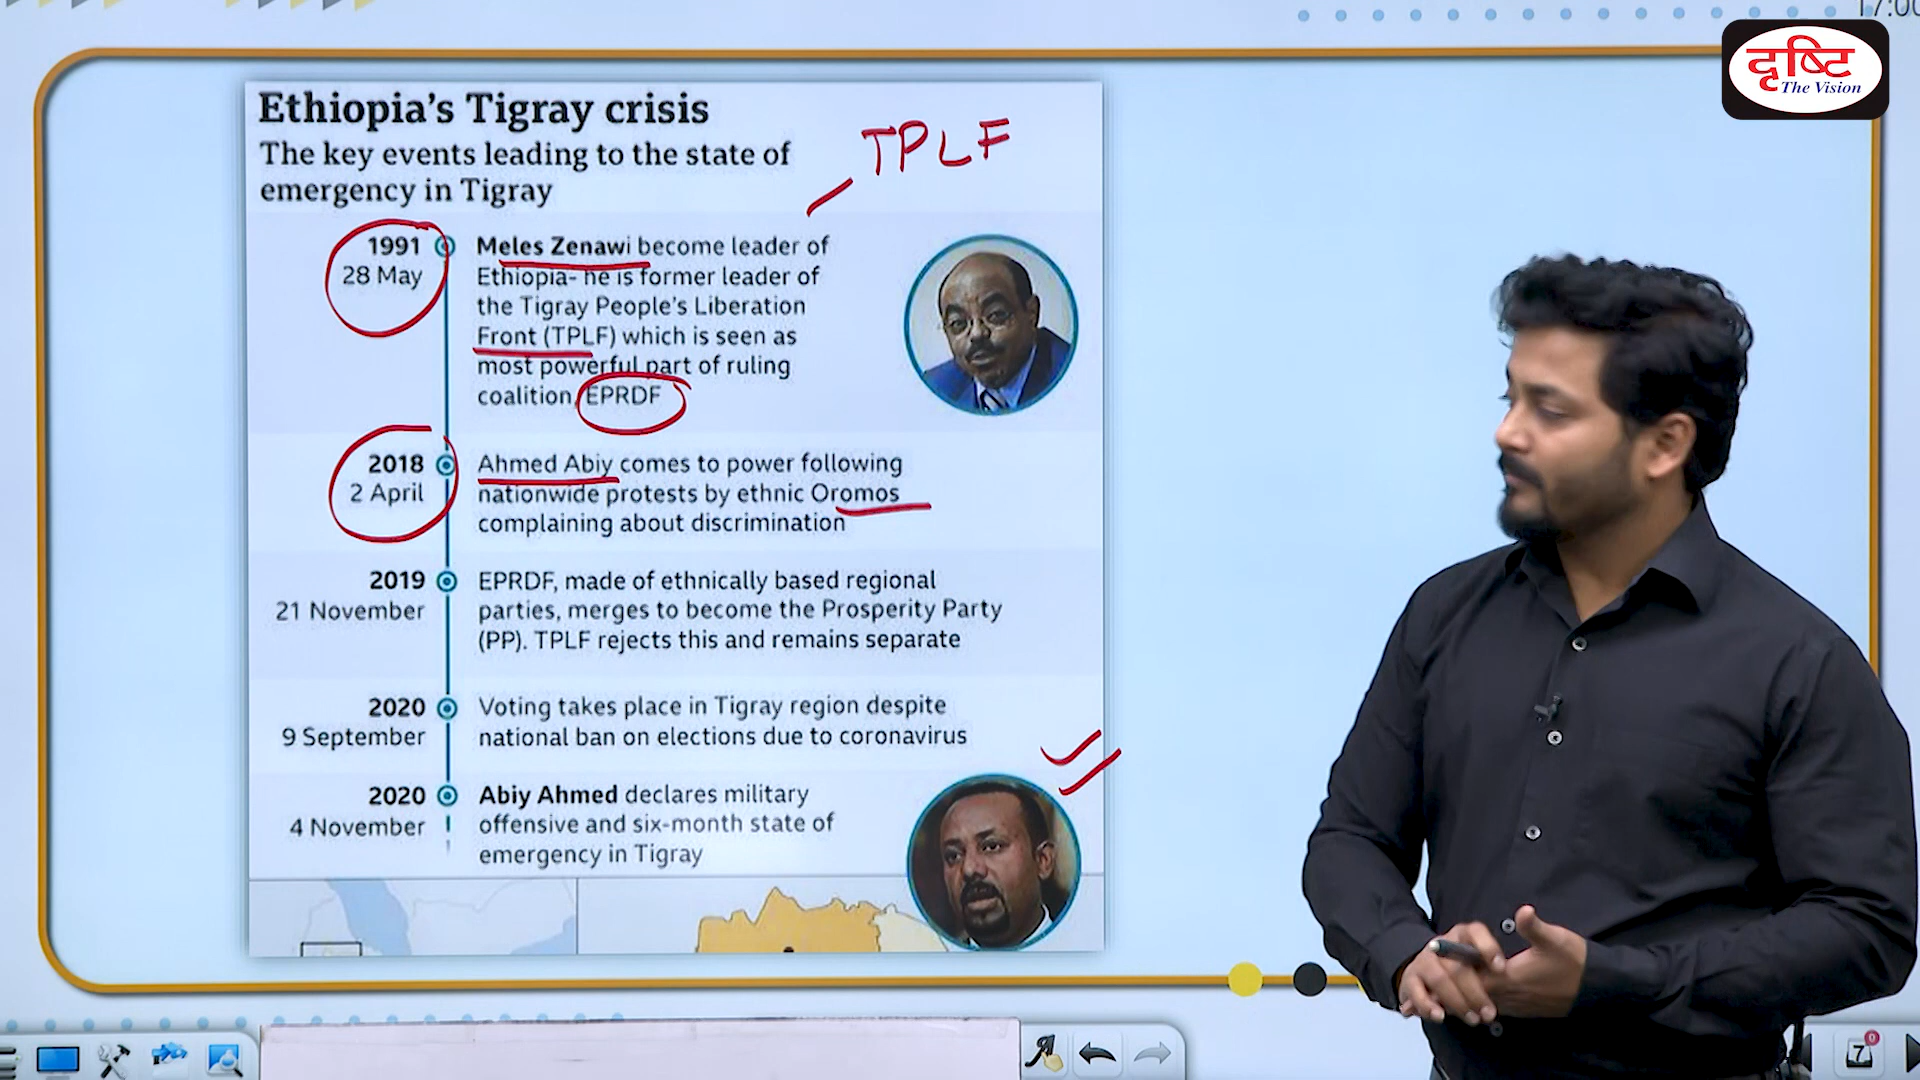 17:00
दृष्टि
The Vision
Ethiopia's Tigray crisis
The key events leading to the state of
emergency in Tigray
TPLF
1991
28 May
Meles Zenawi become leader of
Ethiopia- he is former leader of
the Tigray People's Liberation
Front (TPLF) which is seen as
most powerful part of ruling
coalition, EPRDF
2018
2 April
Ahmed Abiy comes to power following
nationwide protests by ethnic Oromos
complaining about discrimination
2019
21 November
EPRDF, made of ethnically based regional
parties, merges to become the Prosperity Party
(PP). TPLF rejects this and remains separate
2020
9 September
Voting takes place in Tigray region despite
national ban on elections due to coronavirus
2020
4 November
Abiy Ahmed declares military
offensive and six-month state of
emergency in Tigray
7
0